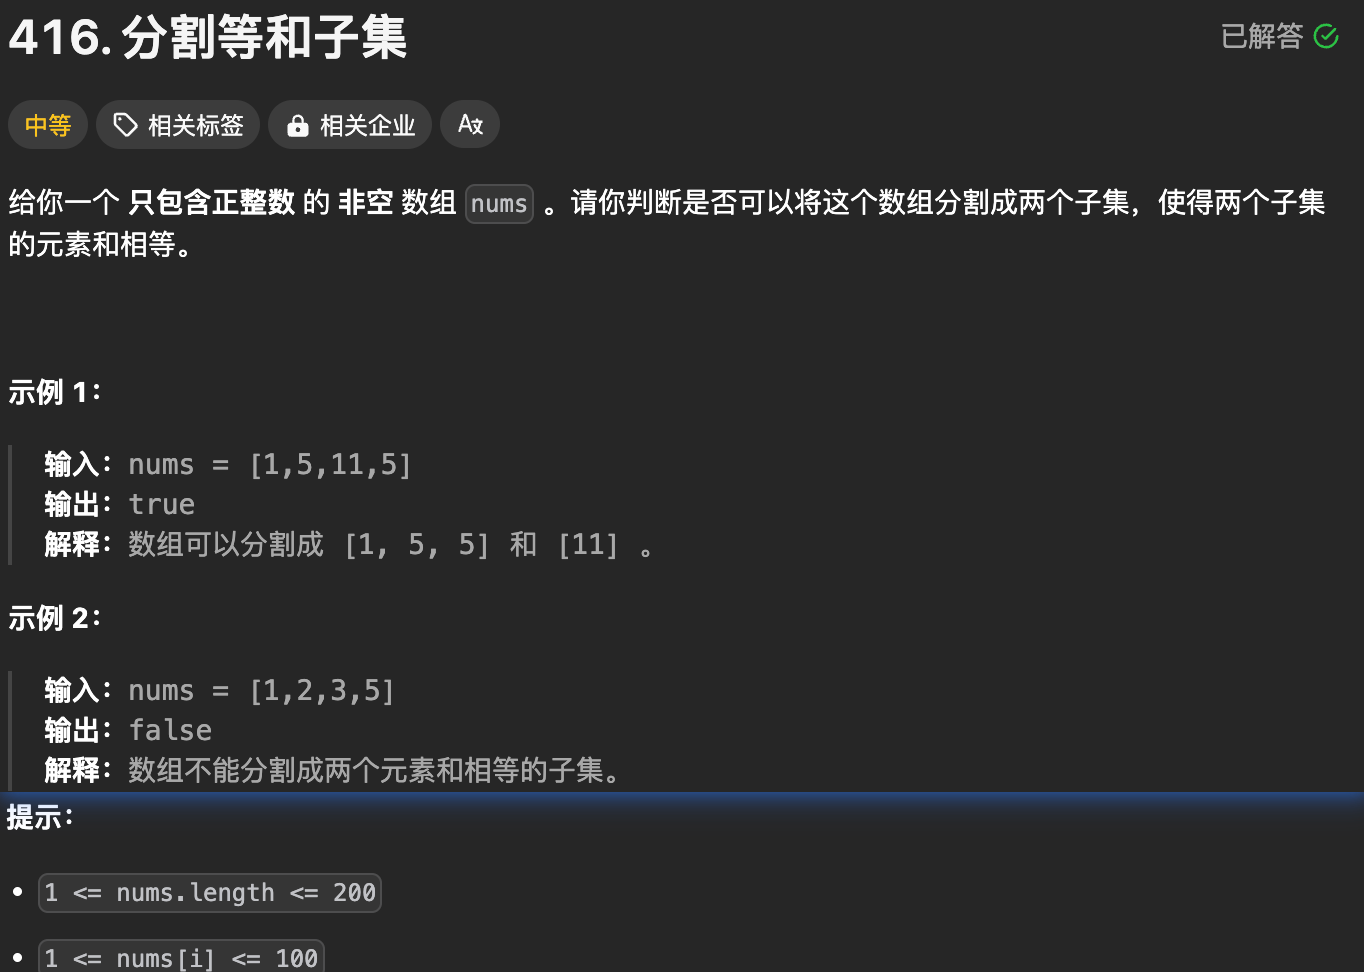 416. 分割等和子集
已解答
中等
相关标签
相关企业
给你一个 只包含正整数 的 非空 数组 nums 。请你判断是否可以将这个数组分割成两个子集，使得两个子集
的元素和相等。
示例 1：
输入：nums = [1,5,11,5]
输出：true
解释：数组可以分割成 [1, 5, 5] 和 [11] 。
示例 2：
输入：nums = [1,2,3,5]
输出：false
解释：数组不能分割成两个元素和相等的子集。
提示：
• 1 <= nums.length <= 200
• 1 <= nums[i] <= 100